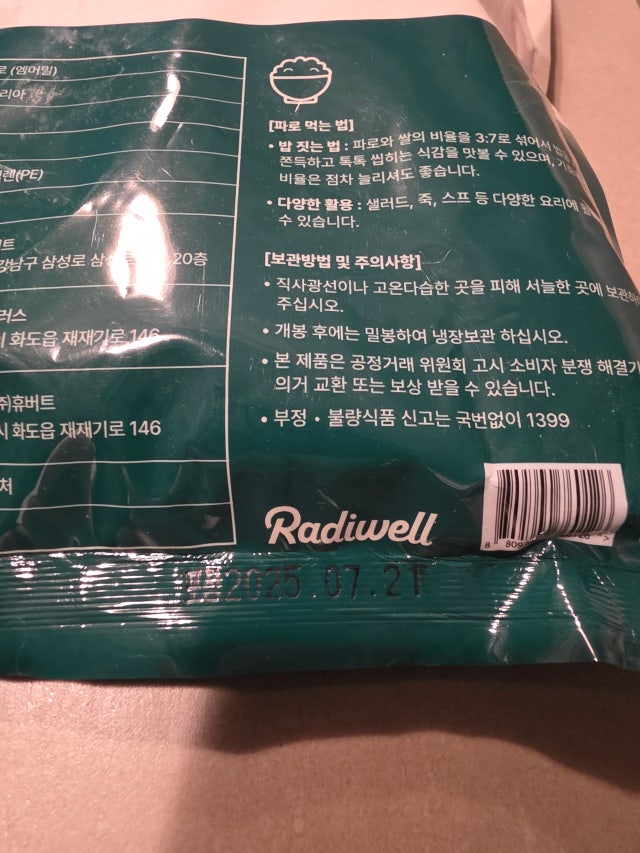 로 (엠머밀)
리아
렌(PE)
트
강남구 삼성로 20층
러스
시 화도읍 재재기로 146
㈜휴버트
시 화도읍 재재기로 146
처
[파로 먹는 법]
• 밥 짓는 법 : 파로와 쌀의 비율을 3:7로 섞어서
쫀득하고 톡톡 씹히는 식감을 맛볼 수 있으며,
비율은 점차 늘리셔도 좋습니다.
• 다양한 활용 : 샐러드, 죽, 스프 등 다양한 요리에
수 있습니다.
[보관방법 및 주의사항]
• 직사광선이나 고온다습한 곳을 피해 서늘한 곳에 보관하여
주십시오.
• 개봉 후에는 밀봉하여 냉장보관 하십시오.
• 본 제품은 공정거래 위원회 고시 소비자 분쟁 해결기
의거 교환 또는 보상 받을 수 있습니다.
• 부정 • 불량식품 신고는 국번없이 1399
Radiwell
2025.07.21